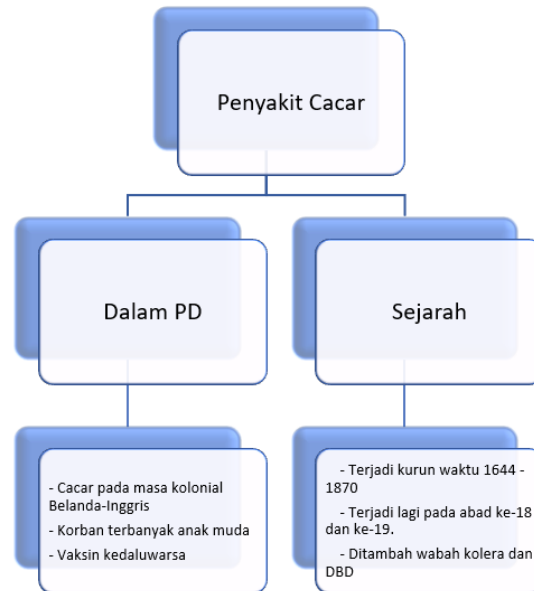 Penyakit Cacar
Dalam PD
Sejarah
- Cacar pada masa kolonial
Belanda-Inggris
- Korban terbanyak anak muda
- Vaksin kedaluwarsa
- Terjadi kurun waktu 1644 -
1870
- Terjadi lagi pada abad ke-18
dan ke-19.
- Ditambah wabah kolera dan
DBD